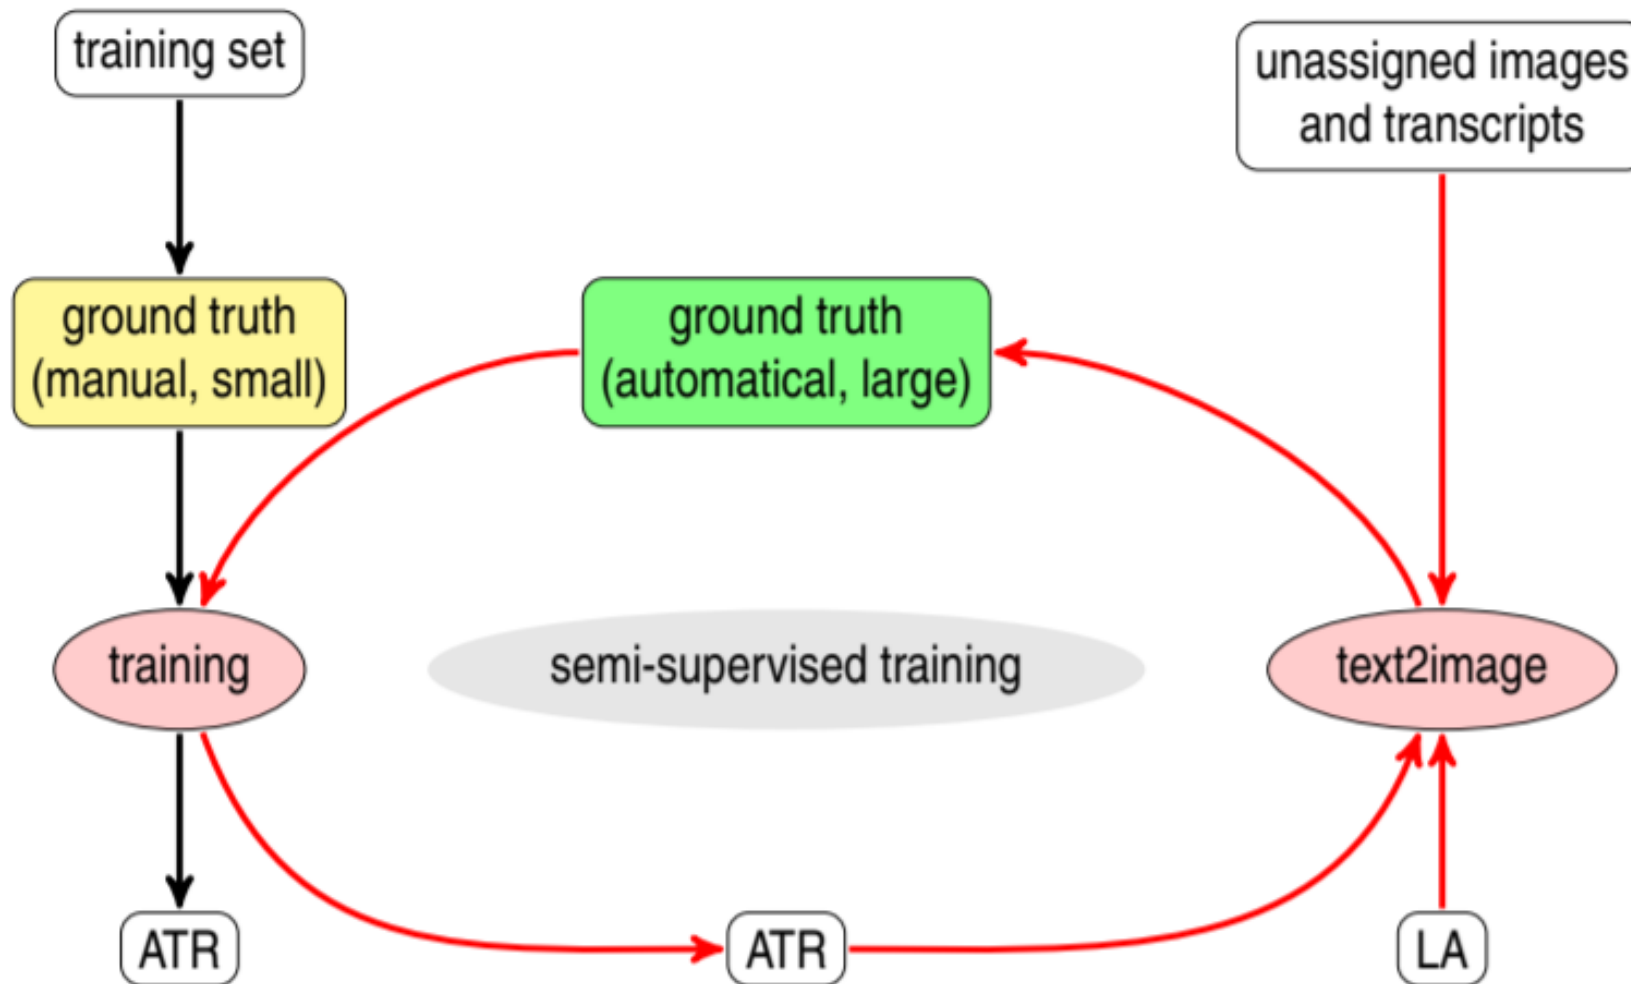 training set
unassigned images
and transcripts
ground truth
(manual, small)
ground truth
(automatical, large)
training
semi-supervised training
text2image
ATR
ATR
LA